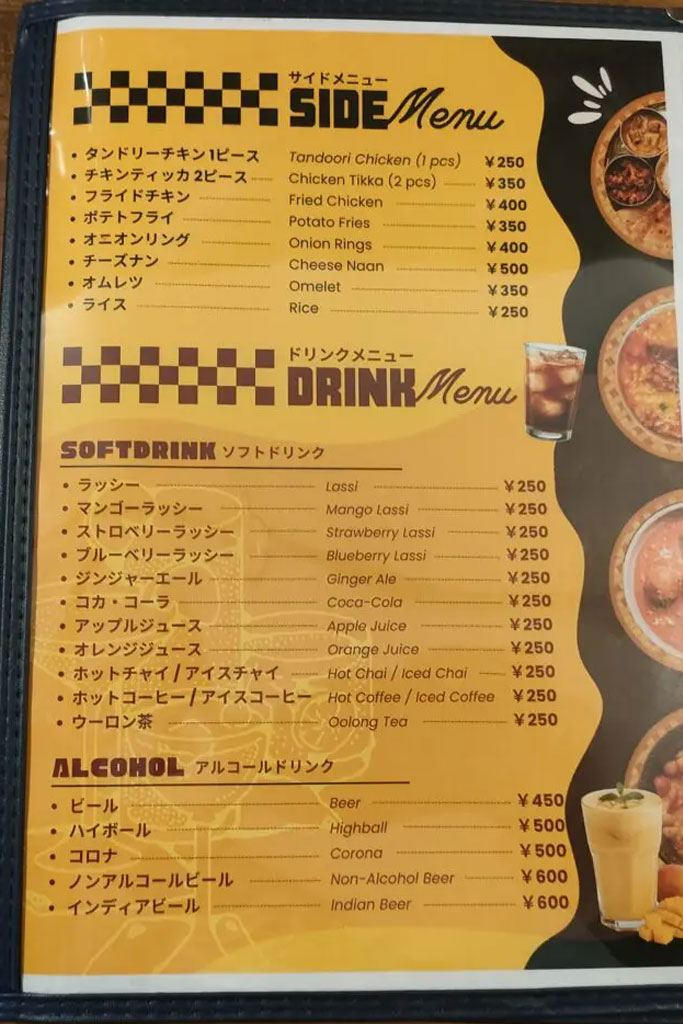 サイドメニュー
SIDE Menu
• タンドリーチキン 1ピース Tandoori Chicken (1 pcs) ¥250
• チキンティッカ 2ピース Chicken Tikka (2 pcs) ¥350
• フライドチキン Fried Chicken ¥400
• ポテトフライ Potato Fries ¥350
• オニオンリング Onion Rings ¥400
• チーズナン Cheese Naan ¥500
• オムレツ Omelet ¥350
• ライス Rice ¥250
ドリンクメニュー
DRINK Menu
SOFTDRINK ソフトドリンク
• ラッシー Lassi ¥250
• マンゴーラッシー Mango Lassi ¥250
• ストロベリーラッシー Strawberry Lassi ¥250
• ブルーベリーラッシー Blueberry Lassi ¥250
• ジンジャーエール Ginger Ale ¥250
• コカ・コーラ Coca-Cola ¥250
• アップルジュース Apple Juice ¥250
• オレンジジュース Orange Juice ¥250
• ホットチャイ / アイスチャイ Hot Chai / Iced Chai ¥250
• ホットコーヒー / アイスコーヒー Hot Coffee / Iced Coffee ¥250
• ウーロン茶 Oolong Tea ¥250
ALCOHOL アルコールドリンク
• ビール Beer ¥450
• ハイボール Highball ¥500
• コロナ Corona ¥500
• ノンアルコールビール Non-Alcohol Beer ¥600
• インディアビール Indian Beer ¥600